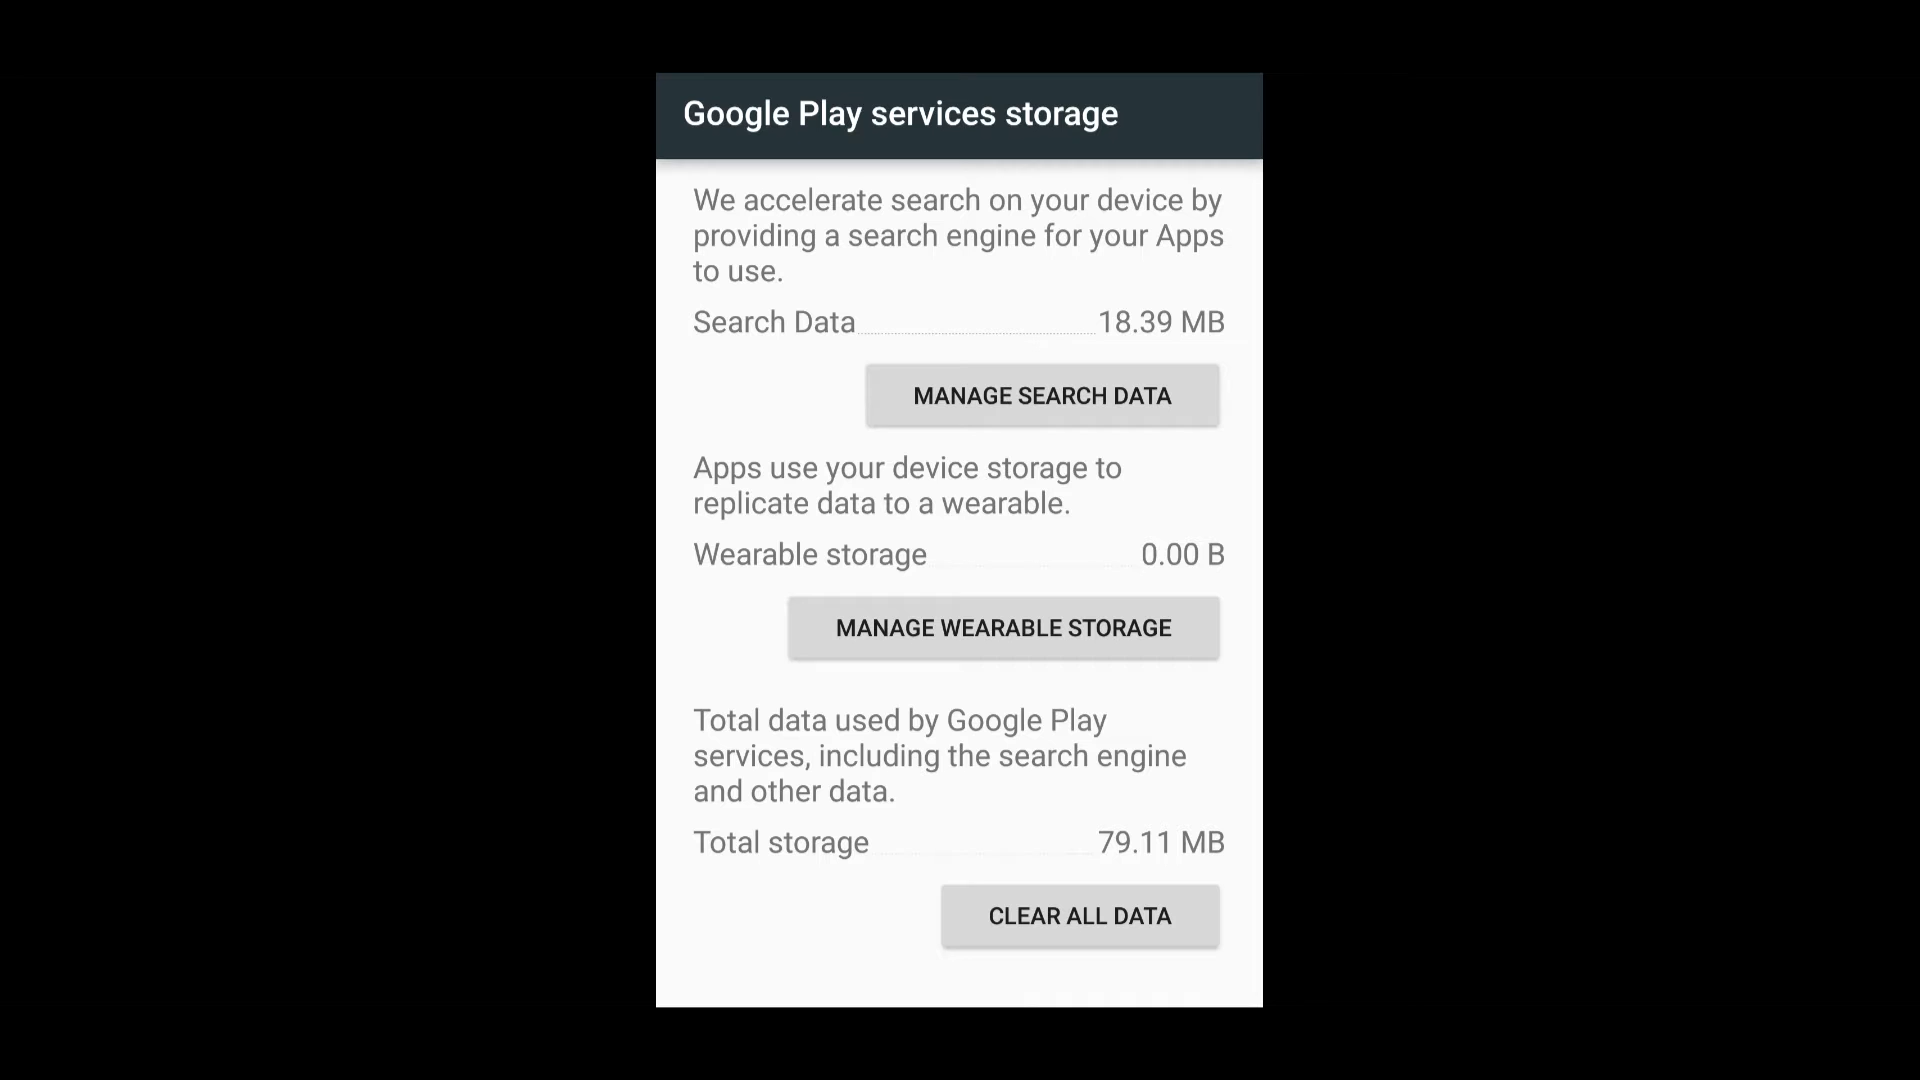 Google Play services storage
We accelerate search on your device by
providing a search engine for your Apps
to use.
Search Data 18.39 MB
MANAGE SEARCH DATA
Apps use your device storage to
replicate data to a wearable.
Wearable storage 0.00 B
MANAGE WEARABLE STORAGE
Total data used by Google Play
services, including the search engine
and other data.
Total storage 79.11 MB
CLEAR ALL DATA